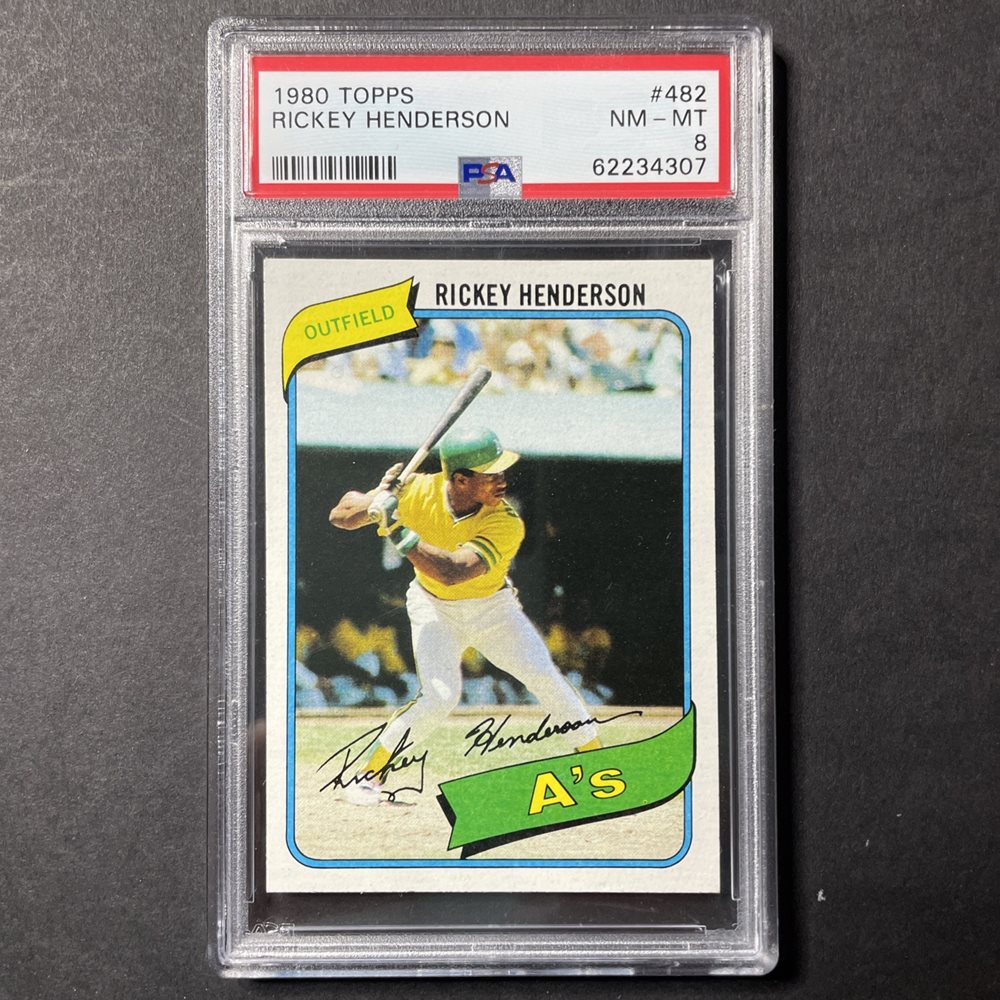 1980 TOPPS #482
RICKEY HENDERSON NM - MT
8
PSA 62234307
OUTFIELD RICKEY HENDERSON
Rickey Henderson
A's